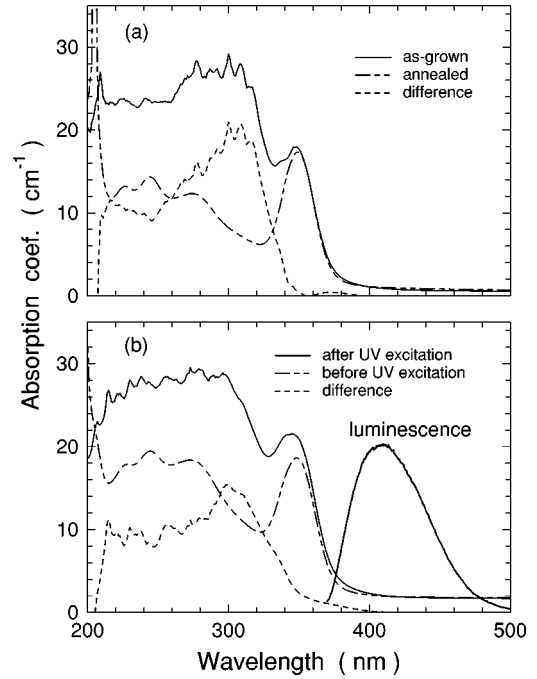 (a)
as-grown
annealed
difference
30
20
10
0
Absorption coef. ( cm-1 )
(b)
after UV excitation
before UV excitation
difference
luminescence
30
20
10
0
200 300 400 500
Wavelength ( nm )